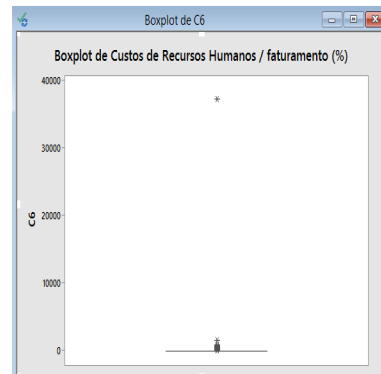 Boxplot de C6
Boxplot de Custos de Recursos Humanos / faturamento (%)
40000
30000
20000
10000
0
C6